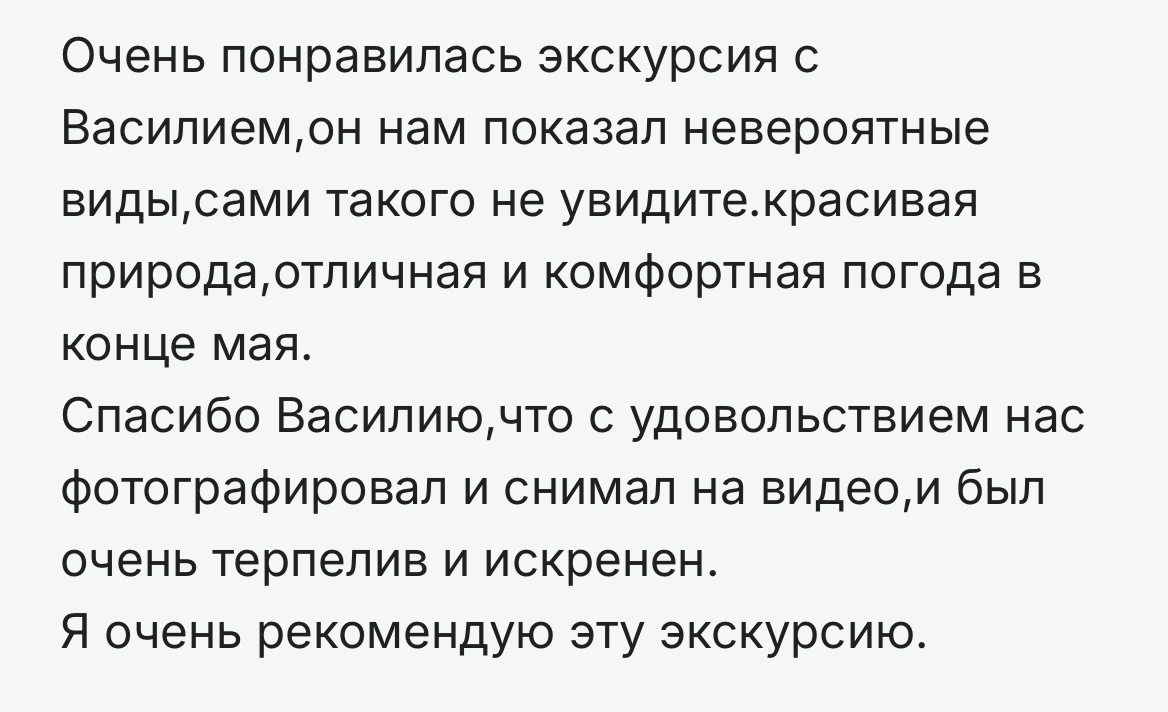 Очень понравилась экскурсия с
Василием,он нам показал невероятные
виды,сами такого не увидите.красивая
природа,отличная и комфортная погода в
конце мая.
Спасибо Василию,что с удовольствием нас
фотографировал и снимал на видео,и был
очень терпелив и искренен.
Я очень рекомендую эту экскурсию.